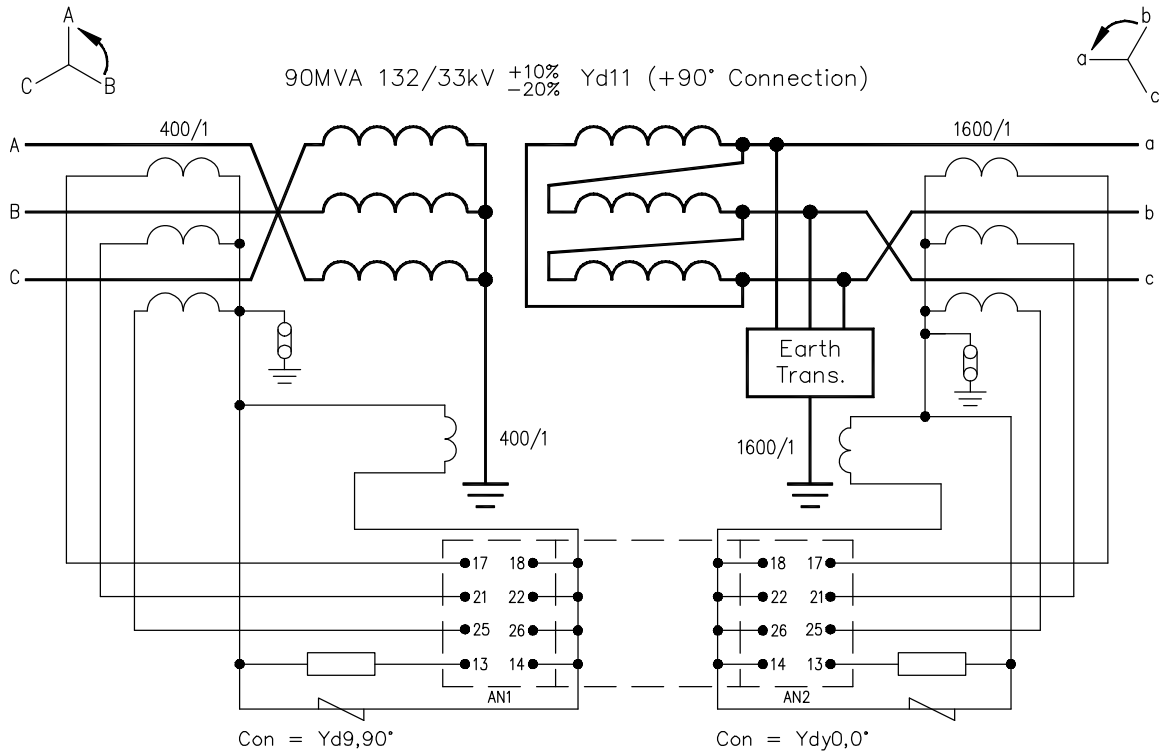 A
C B
b
a
c
90MVA 132/33kV +10% -20% Yd11 (+90° Connection)
400/1 1600/1
A a
B b
C c
Earth
Trans.
400/1 1600/1
17 18 18 17
21 22 22 21
25 26 26 25
13 14 14 13
AN1 AN2
Con = Yd9,90° Con = Ydy0,0°